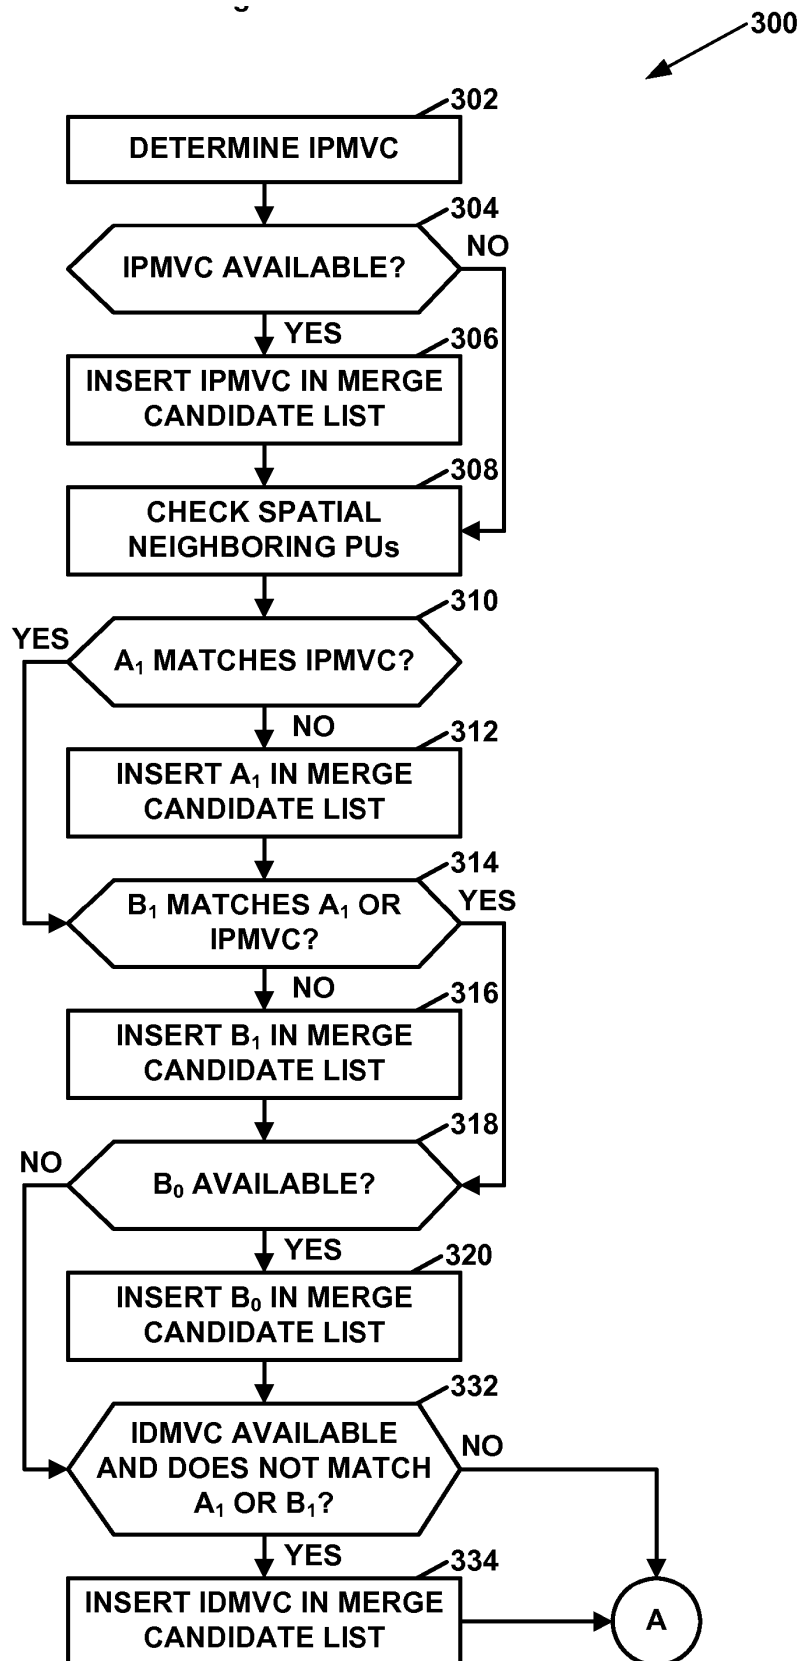 300
302
DETERMINE IPMVC
304
IPMVC AVAILABLE?
NO
YES
306
INSERT IPMVC IN MERGE
CANDIDATE LIST
308
CHECK SPATIAL
NEIGHBORING PUs
310
YES
A₁ MATCHES IPMVC?
NO
312
INSERT A₁ IN MERGE
CANDIDATE LIST
314
B₁ MATCHES A₁ OR
IPMVC?
YES
NO
316
INSERT B₁ IN MERGE
CANDIDATE LIST
318
NO
B₀ AVAILABLE?
YES
320
INSERT B₀ IN MERGE
CANDIDATE LIST
332
IDMVC AVAILABLE
AND DOES NOT MATCH
A₁ OR B₁?
NO
YES
334
INSERT IDMVC IN MERGE
CANDIDATE LIST
A